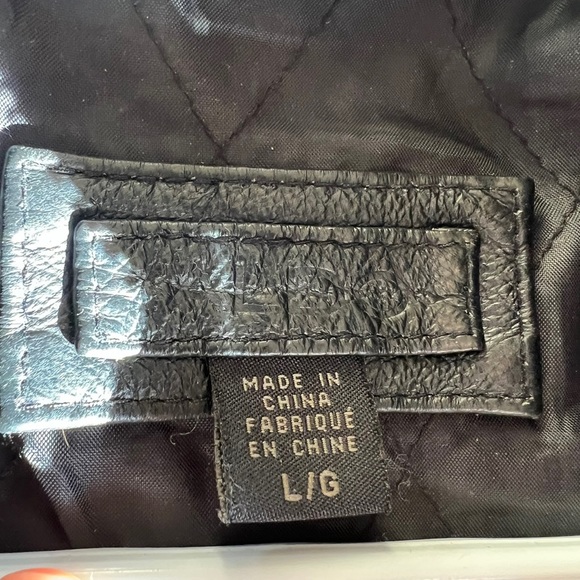 MADE IN
CHINA
FABRIQUÉ
EN CHINE
L/G